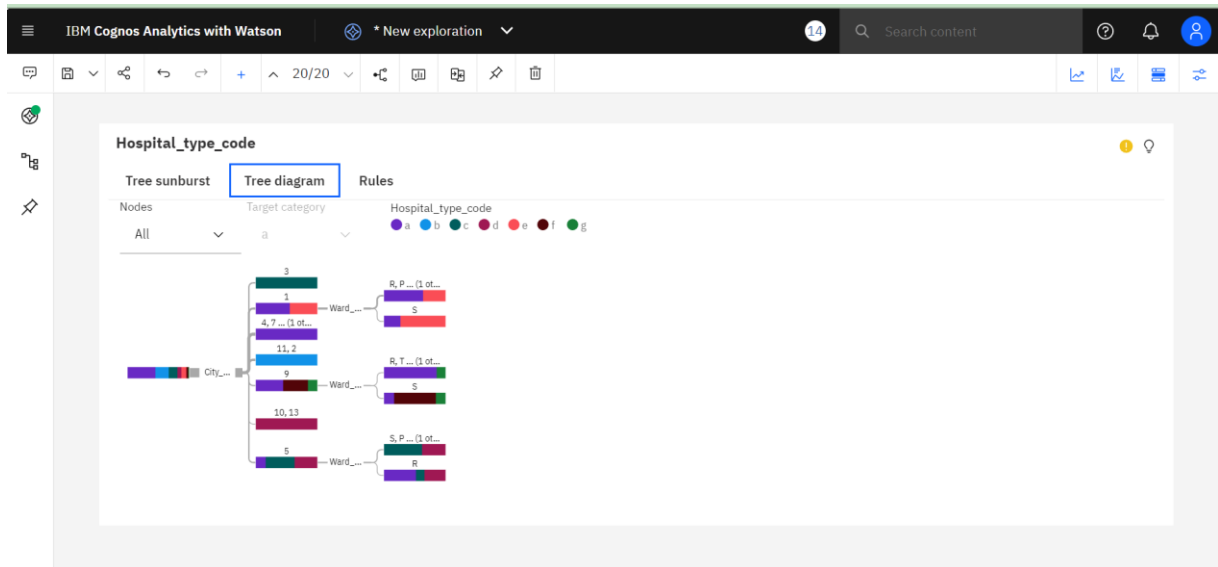 IBM Cognos Analytics with Watson
* New exploration
14
Search content
20/20
Hospital_type_code
Tree sunburst
Tree diagram
Rules
Nodes
Target category
Hospital_type_code
All
a
a b c d e f g
3
1
Ward_...
R, P ... (1 ot...
S
4, 7 ... (1 ot...
11, 2
City_...
9
Ward_...
R, T ... (1 ot...
S
10, 13
5
Ward_...
S, P ... (1 ot...
R